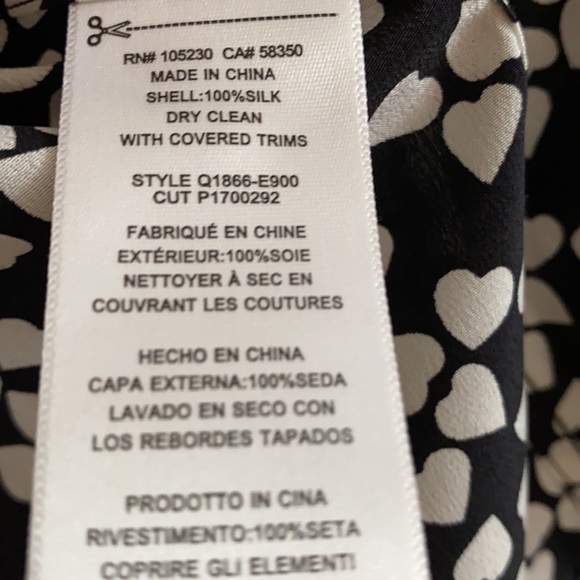 RN# 105230 CA# 58350
MADE IN CHINA
SHELL:100%SILK
DRY CLEAN
WITH COVERED TRIMS
STYLE Q1866-E900
CUT P1700292
FABRIQUÉ EN CHINE
EXTÉRIEUR:100%SOIE
NETTOYER À SEC EN
COUVRANT LES COUTURES
HECHO EN CHINA
CAPA EXTERNA:100%SEDA
LAVADO EN SECO CON
LOS REBORDES TAPADOS
PRODOTTO IN CINA
RIVESTIMENTO:100%SETA
COPRIRE GLI ELEMENTI